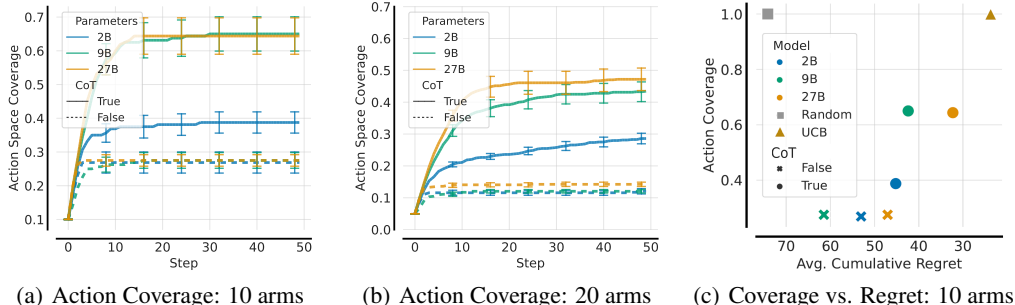 0.7
0.6
0.5
0.4
0.3
0.2
0.1
Action Space Coverage
Parameters
2B
9B
27B
CoT
True
False
0 10 20 30 40 50
Step
(a) Action Coverage: 10 arms
0.7
0.6
0.5
0.4
0.3
0.2
0.1
0.0
Action Space Coverage
Parameters
2B
9B
27B
CoT
True
False
0 10 20 30 40 50
Step
(b) Action Coverage: 20 arms
1.0
0.8
0.6
0.4
Action Coverage
Model
2B
9B
27B
Random
UCB
CoT
False
True
70 60 50 40 30
Avg. Cumulative Regret
(c) Coverage vs. Regret: 10 arms